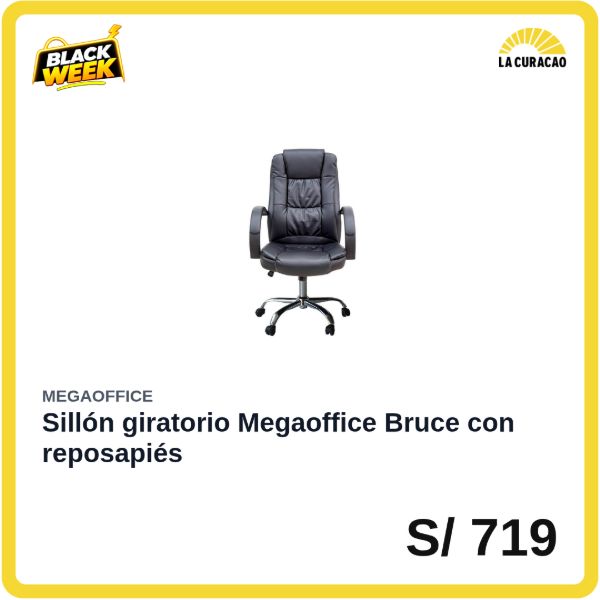 BLACK
WEEK
LA CURACAO
MEGAOFFICE
Sillón giratorio Megaoffice Bruce con
reposapiés
S/ 719